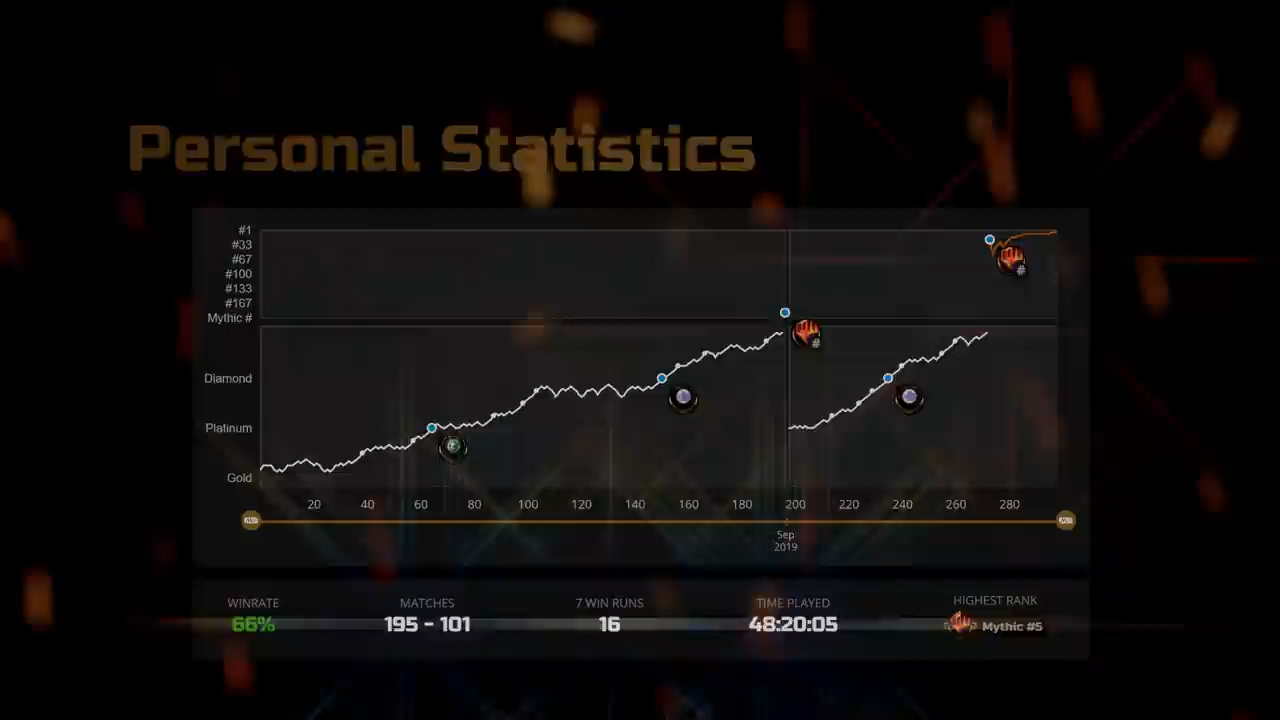 Personal Statistics
#1
#33
#67
#100
#133
#167
Mythic #
Diamond
Platinum
Gold
20 40 60 80 100 120 140 160 180 200 220 240 260 280
Sep
2019
WINRATE MATCHES 7 WIN RUNS TIME PLAYED HIGHEST RANK
66% 195 - 101 16 48:20:05 Mythic #5